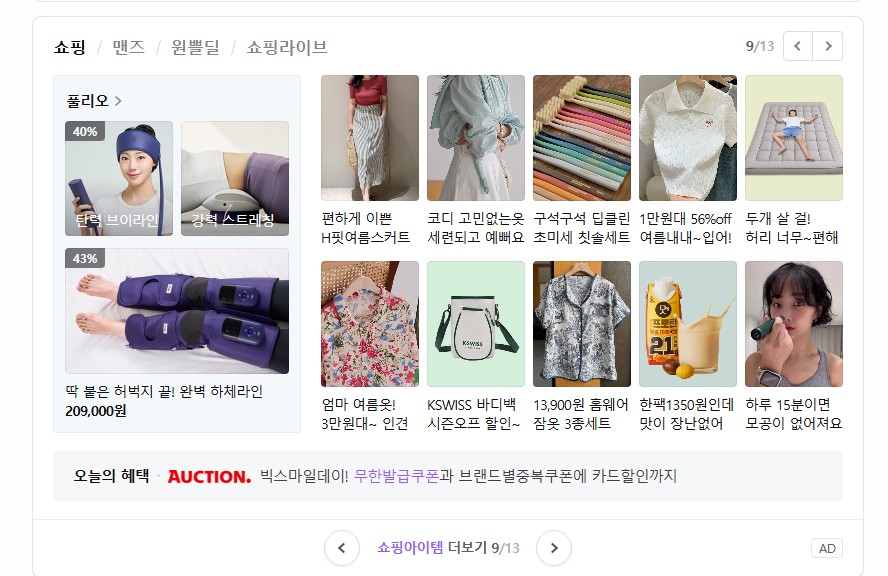 쇼핑 / 맨즈 / 원쁠딜 / 쇼핑라이브
9/13
풀리오 >
40%
탄력 브이라인
강력 스트레칭
43%
딱 붙은 허벅지 끝! 완벽 하체라인
209,000원
편하게 이쁜
H핏여름스커트
코디 고민없는옷
세련되고 예뻐요
구석구석 딥클린
초미세 칫솔세트
1만원대 56%off
여름내내~입어!
두개 살 걸!
허리 너무~편해
KSWISS
21
엄마 여름옷!
3만원대~ 인견
KSWISS 바디백
시즌오프 할인~
13,900원 홈웨어
잠옷 3종세트
한팩1350원인데
맛이 장난없어
하루 15분이면
모공이 없어져요
오늘의 혜택 · AUCTION. 빅스마일데이! 무한발급쿠폰과 브랜드별중복쿠폰에 카드할인까지
쇼핑아이템 더보기 9/13
AD